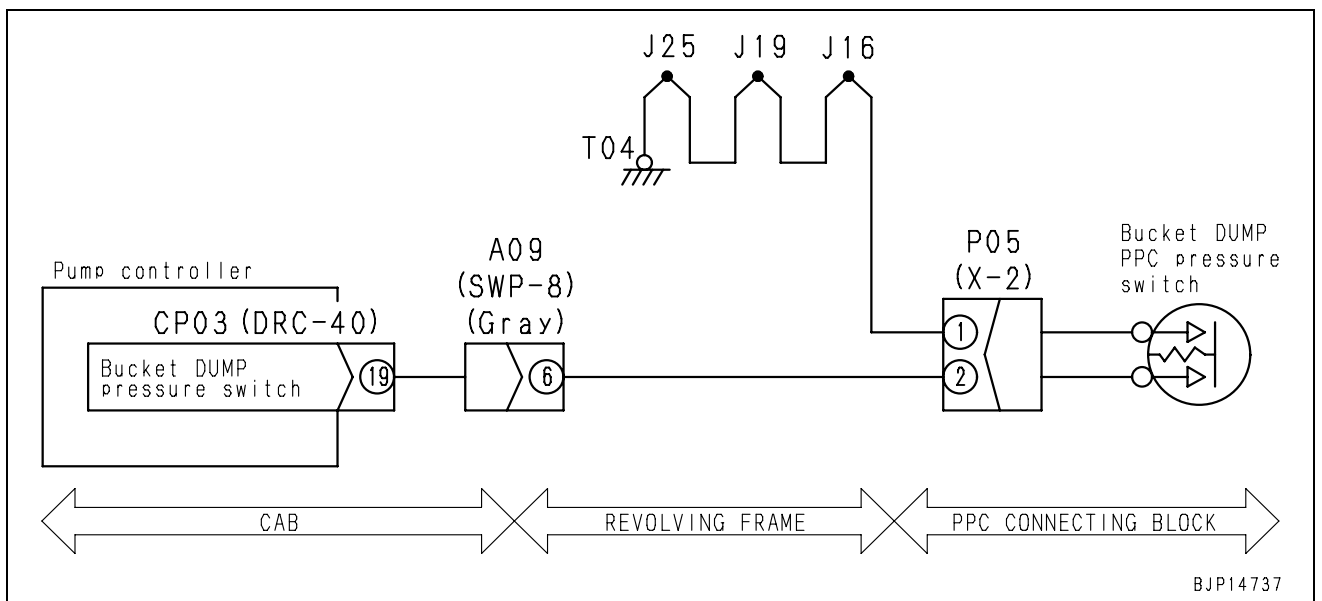 J25 J19 J16
T04
Pump controller
CP03 (DRC-40)
Bucket DUMP
pressure switch
19
A09
(SWP-8)
(Gray)
6
P05
(X-2)
1
2
Bucket DUMP
PPC pressure
switch
CAB
REVOLVING FRAME
PPC CONNECTING BLOCK
BJP14737